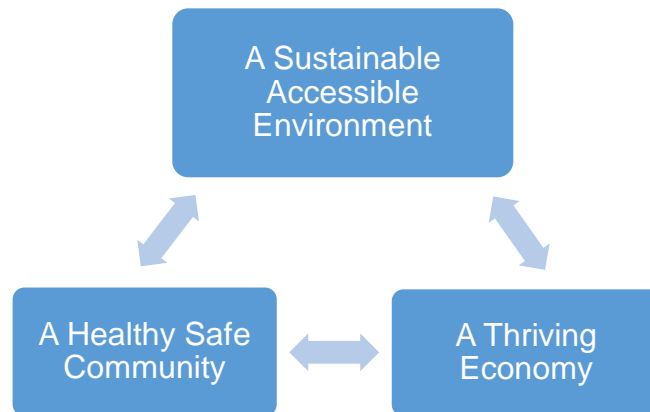 A Sustainable
Accessible
Environment
A Healthy Safe
Community
A Thriving
Economy